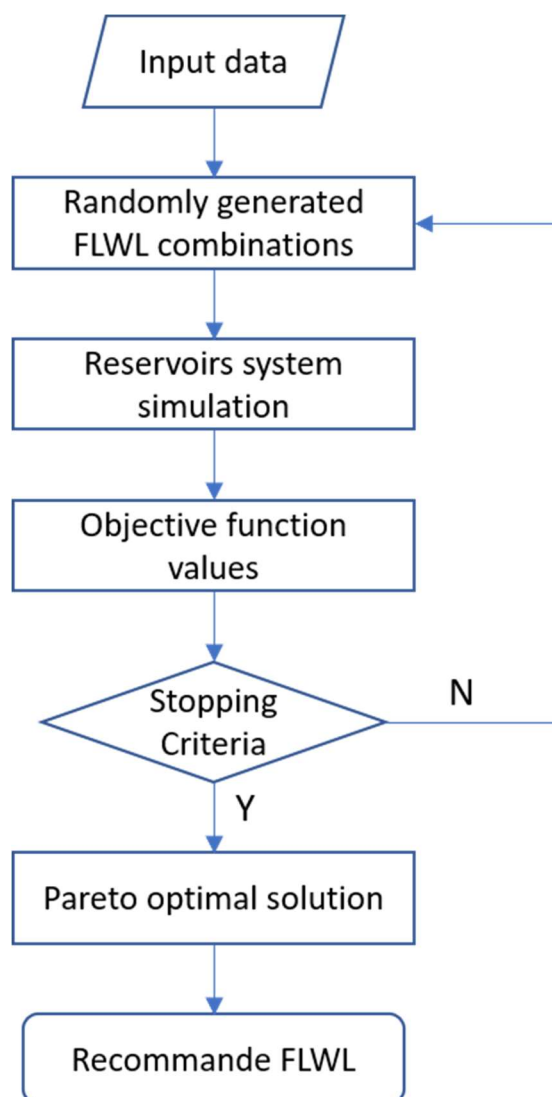 Input data
Randomly generated
FLWL combinations
Reservoirs system
simulation
Objective function
values
Stopping
Criteria
N
Y
Pareto optimal solution
Recommande FLWL